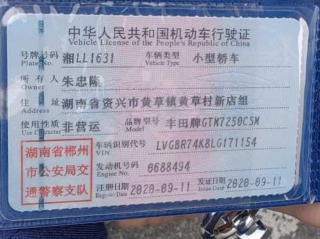 中华人民共和国机动车行驶证
Vehicle License of the People's Republic of China
号牌号码 湘LL1631 车辆类型 小型轿车
Plate No. Vehicle Type
所有人 朱忠隆
Owner
住址 湖南省资兴市黄草镇黄草村新店组
Address
使用性质 非营运 品牌型号 丰田牌GTM7250CSM
Use Character Model
湖南省郴州
市公安局交
通警察支队
车辆识别代号 LVGBR74K8LG171154
VIN
发动机号码 0688494
Engine No.
注册日期 2020-09-11 发证日期 2020-09-11
Register Date Issue Date